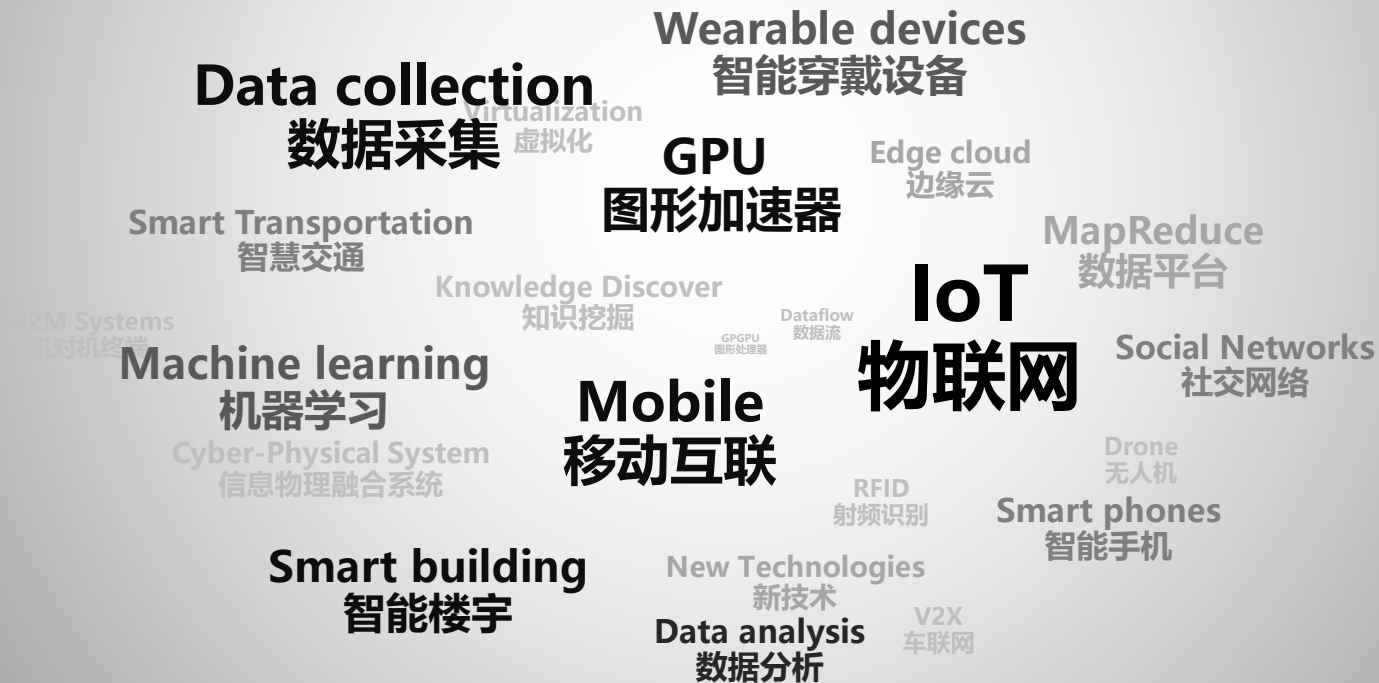 Wearable devices
智能穿戴设备
Data collection
数据采集
Virtualization
虚拟化
GPU
图形加速器
Edge cloud
边缘云
Smart Transportation
智慧交通
MapReduce
数据平台
Knowledge Discover
知识挖掘
IoT
物联网
Dataflow
数据流
GPGPU
图形处理器
M2M Systems
机对机终端
Social Networks
社交网络
Machine learning
机器学习
Mobile
移动互联
Cyber-Physical System
信息物理融合系统
Drone
无人机
RFID
射频识别
Smart phones
智能手机
Smart building
智能楼宇
New Technologies
新技术
V2X
车联网
Data analysis
数据分析